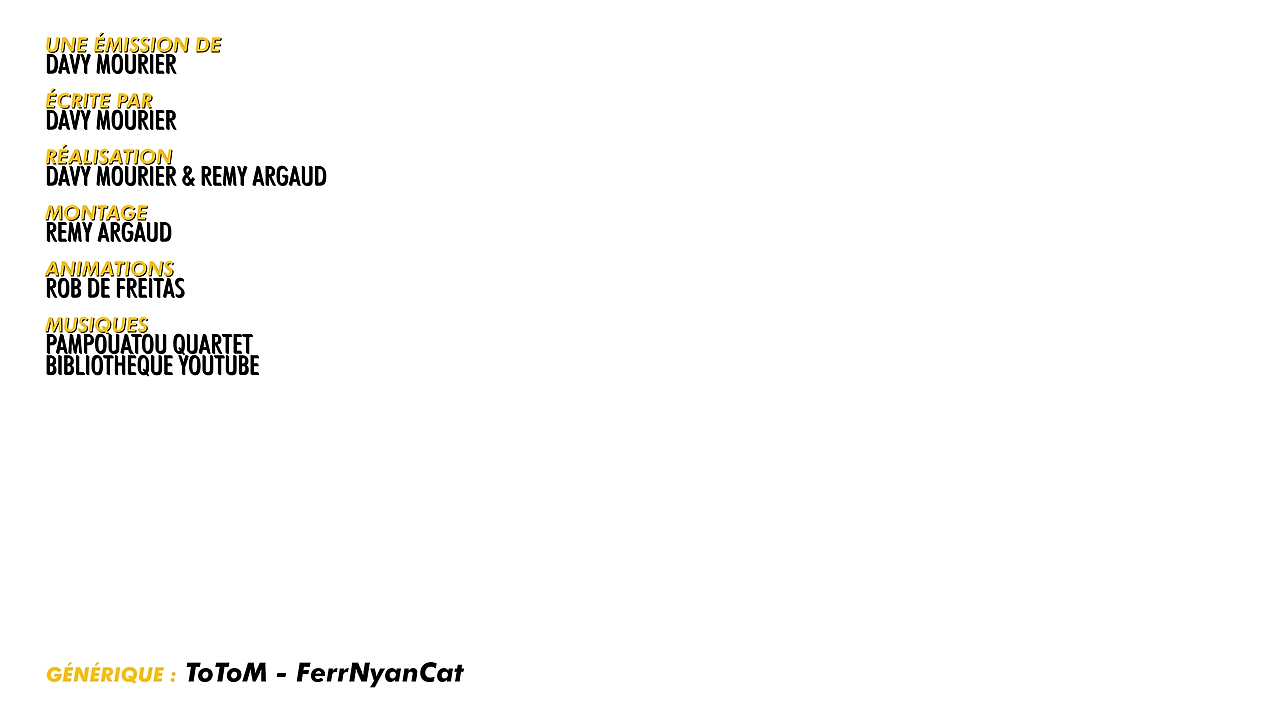 UNE ÉMISSION DE
DAVY MOURIER
ÉCRITE PAR
DAVY MOURIER
RÉALISATION
DAVY MOURIER & REMY ARGAUD
MONTAGE
REMY ARGAUD
ANIMATIONS
ROB DE FREITAS
MUSIQUES
PAMPOUATOU QUARTET
BIBLIOTHÈQUE YOUTUBE
GÉNÉRIQUE : ToToM - FerrNyanCat